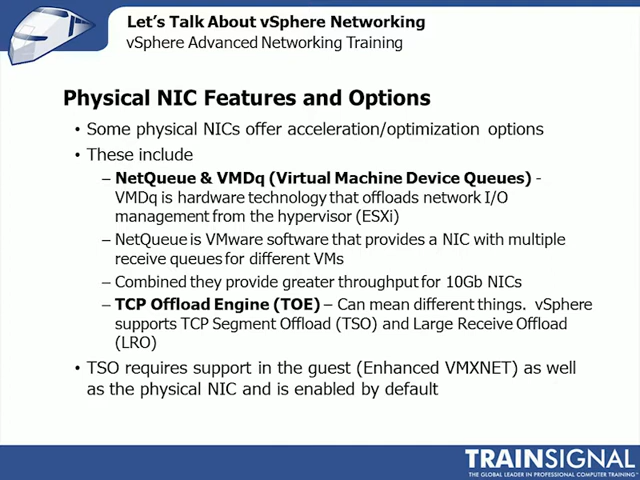 Let's Talk About vSphere Networking
vSphere Advanced Networking Training
Physical NIC Features and Options
• Some physical NICs offer acceleration/optimization options
• These include
– NetQueue & VMDq (Virtual Machine Device Queues) -
VMDq is hardware technology that offloads network I/O
management from the hypervisor (ESXi)
– NetQueue is VMware software that provides a NIC with multiple
receive queues for different VMs
– Combined they provide greater throughput for 10Gb NICs
– TCP Offload Engine (TOE) – Can mean different things. vSphere
supports TCP Segment Offload (TSO) and Large Receive Offload
(LRO)
• TSO requires support in the guest (Enhanced VMXNET) as well
as the physical NIC and is enabled by default
TRAINSIGNAL
THE GLOBAL LEADER IN PROFESSIONAL COMPUTER TRAINING™